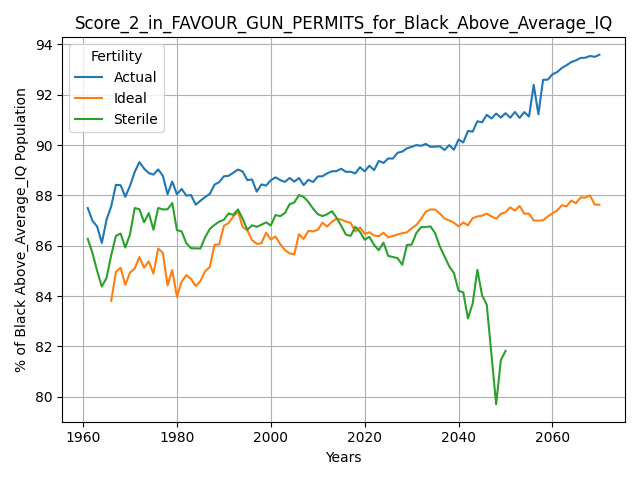 Score_2_in_FAVOUR_GUN_PERMITS_for_Black_Above_Average_IQ
Fertility
Actual
Ideal
Sterile
% of Black Above_Average_IQ Population
94
92
90
88
86
84
82
80
1960
1980
2000
2020
2040
2060
Years